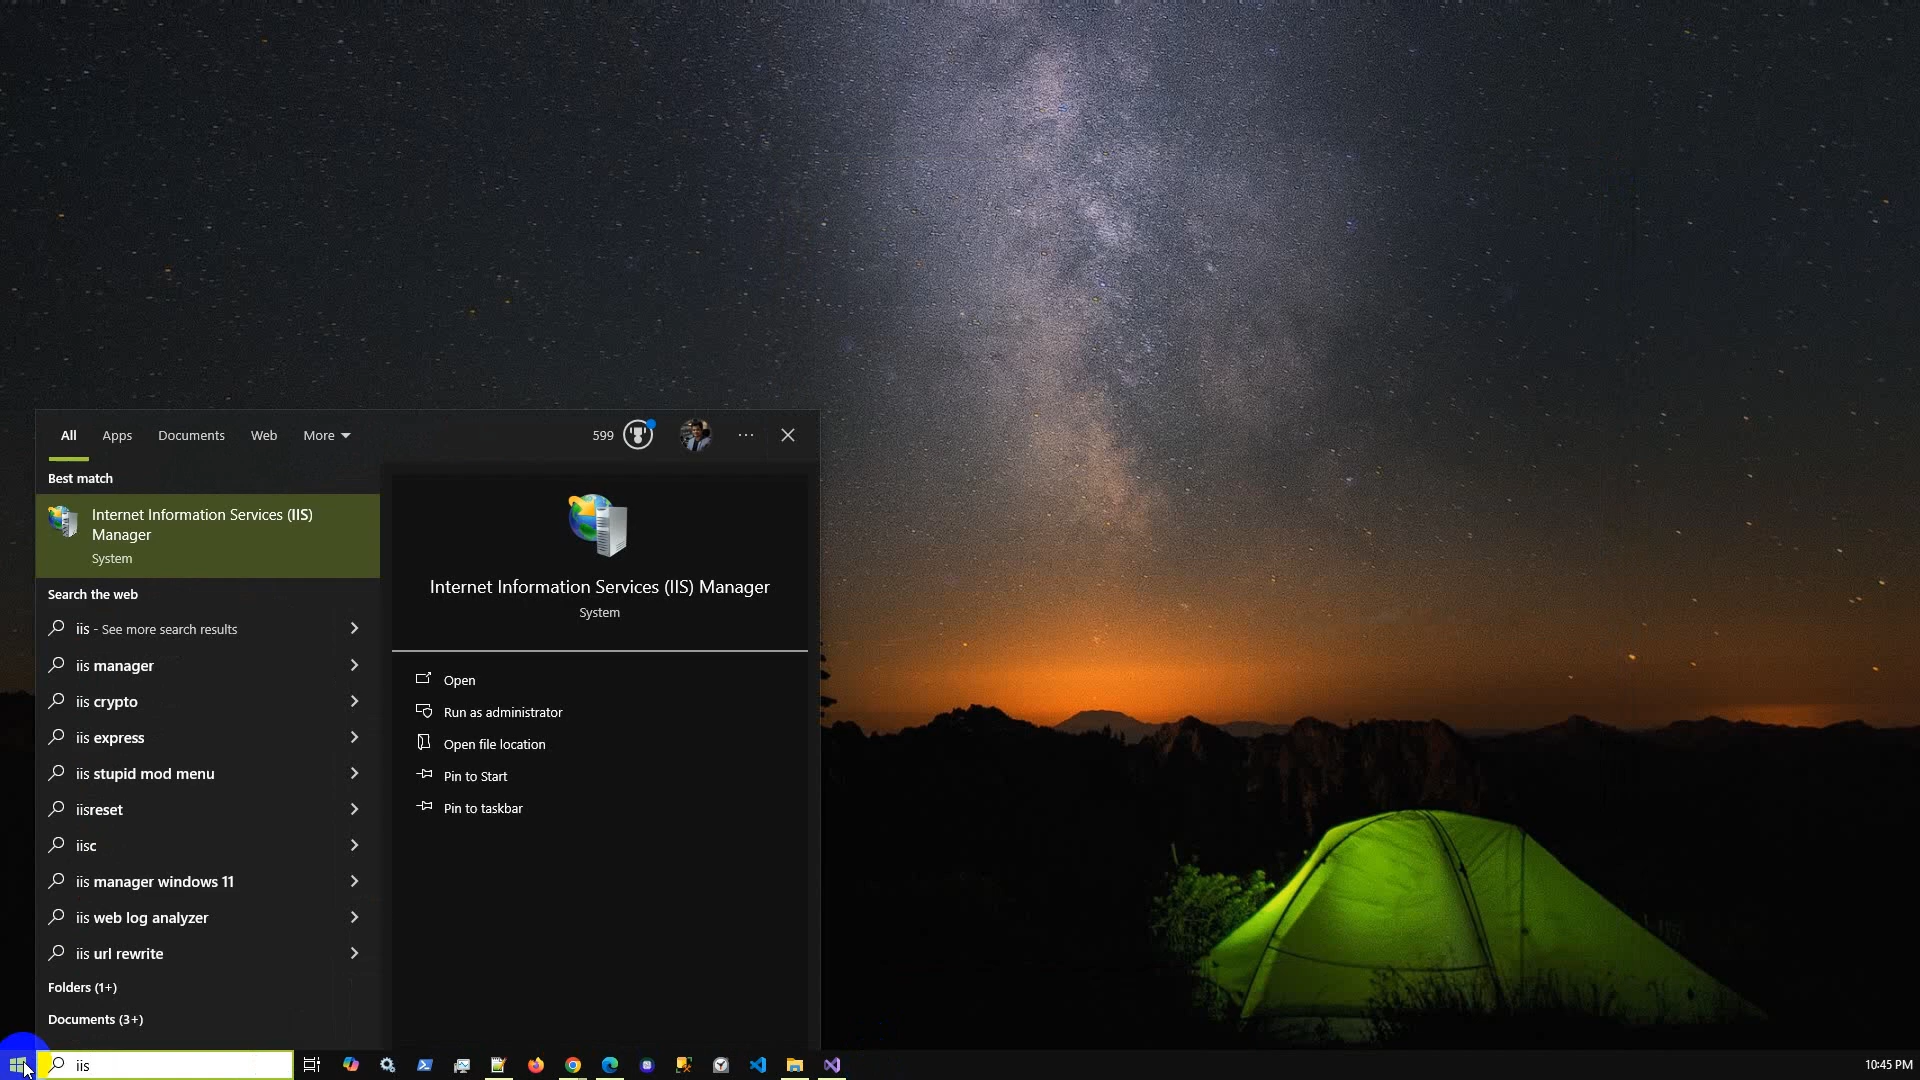 All Apps Documents Web More 599
Best match
Internet Information Services (IIS)
Manager
System
Search the web
iis - See more search results
iis manager
iis crypto
iis express
iis stupid mod menu
iisreset
iisc
iis manager windows 11
iis web log analyzer
iis url rewrite
Folders (1+)
Documents (3+)
Internet Information Services (IIS) Manager
System
Open
Run as administrator
Open file location
Pin to Start
Pin to taskbar
iis
10:45 PM